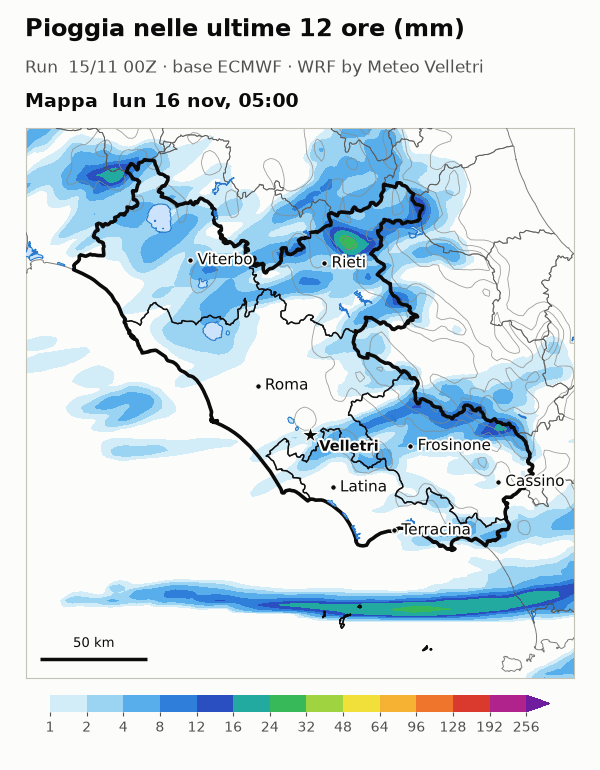 Pioggia nelle ultime 12 ore (mm)
Run  15/11 00Z · base ECMWF · WRF by Meteo Velletri
Mappa  lun 16 nov, 05:00
Viterbo
Rieti
Roma
Velletri
Frosinone
Cassino
Latina
Terracina
50 km
1 2 4 8 12 16 24 32 48 64 96 128 192 256